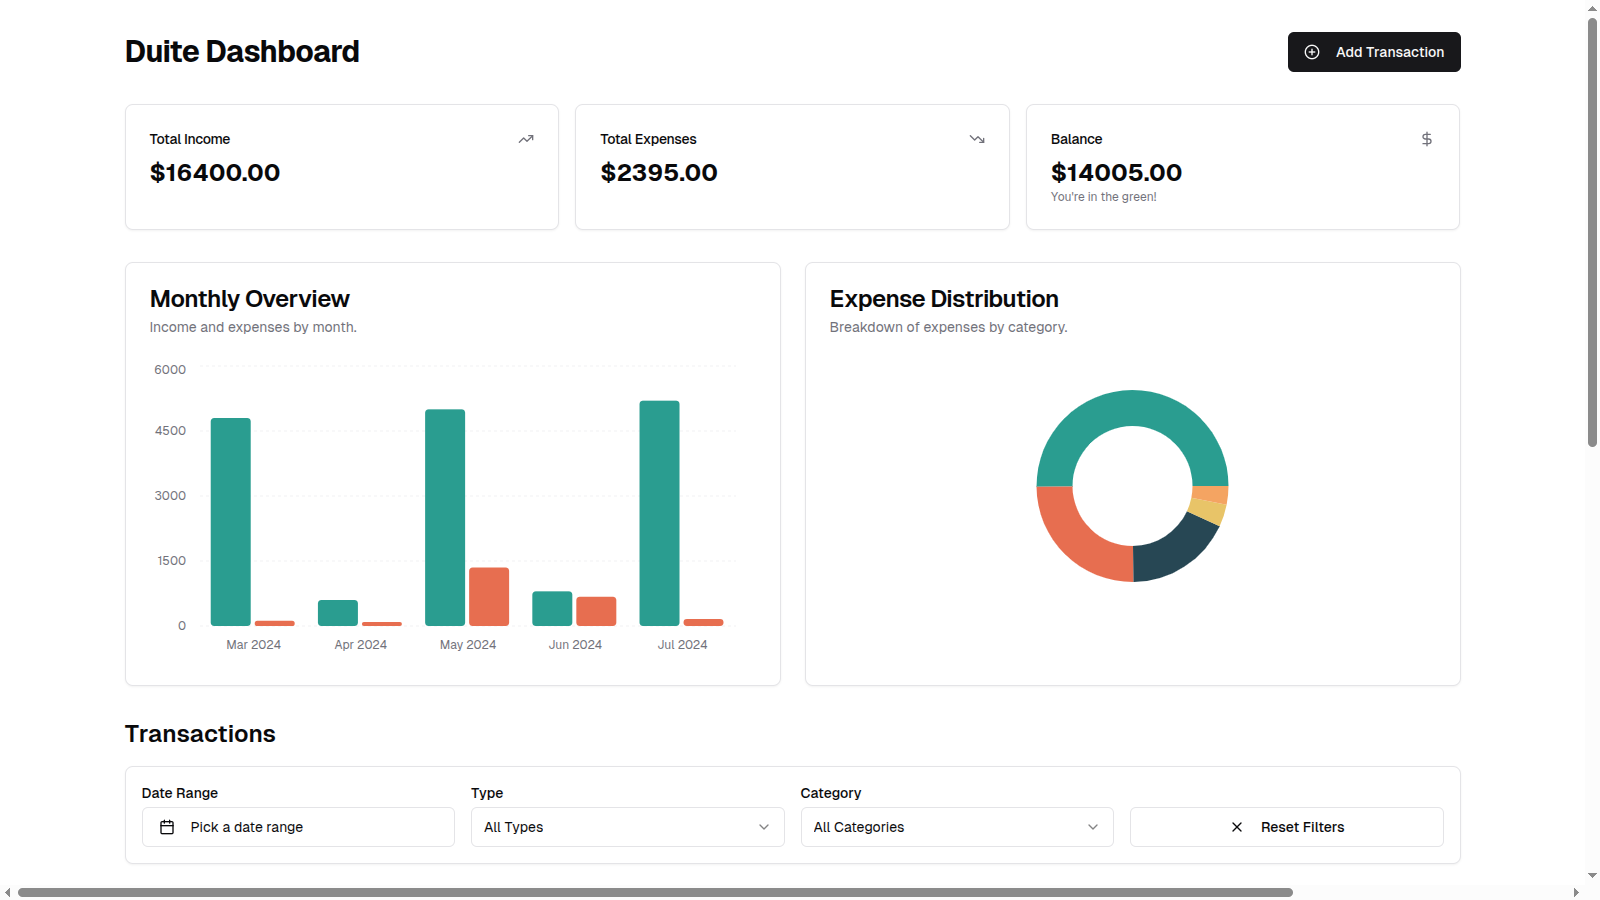 Duite Dashboard
Add Transaction
Total Income
$16400.00
Total Expenses
$2395.00
Balance
$14005.00
You're in the green!
Monthly Overview
Income and expenses by month.
6000
4500
3000
1500
0
Mar 2024
Apr 2024
May 2024
Jun 2024
Jul 2024
Expense Distribution
Breakdown of expenses by category.
Transactions
Date Range
Pick a date range
Type
All Types
Category
All Categories
Reset Filters